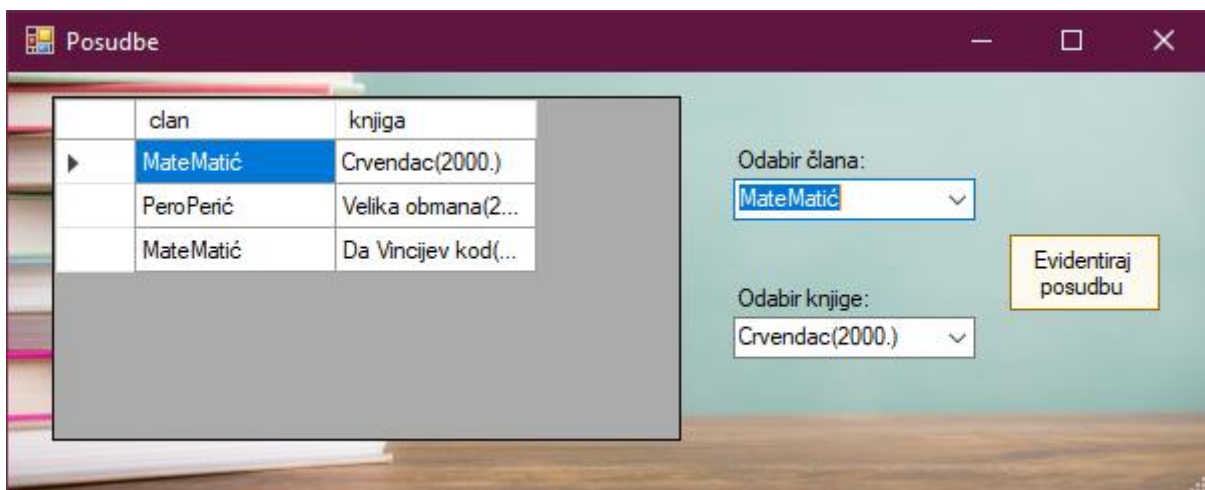 Posudbe
clan knjiga
MateMatić Crvendac(2000.)
PeroPerić Velika obmana(2...
MateMatić Da Vincijev kod(...
Odabir člana:
MateMatić
Evidentiraj
posudbu
Odabir knjige:
Crvendac(2000.)